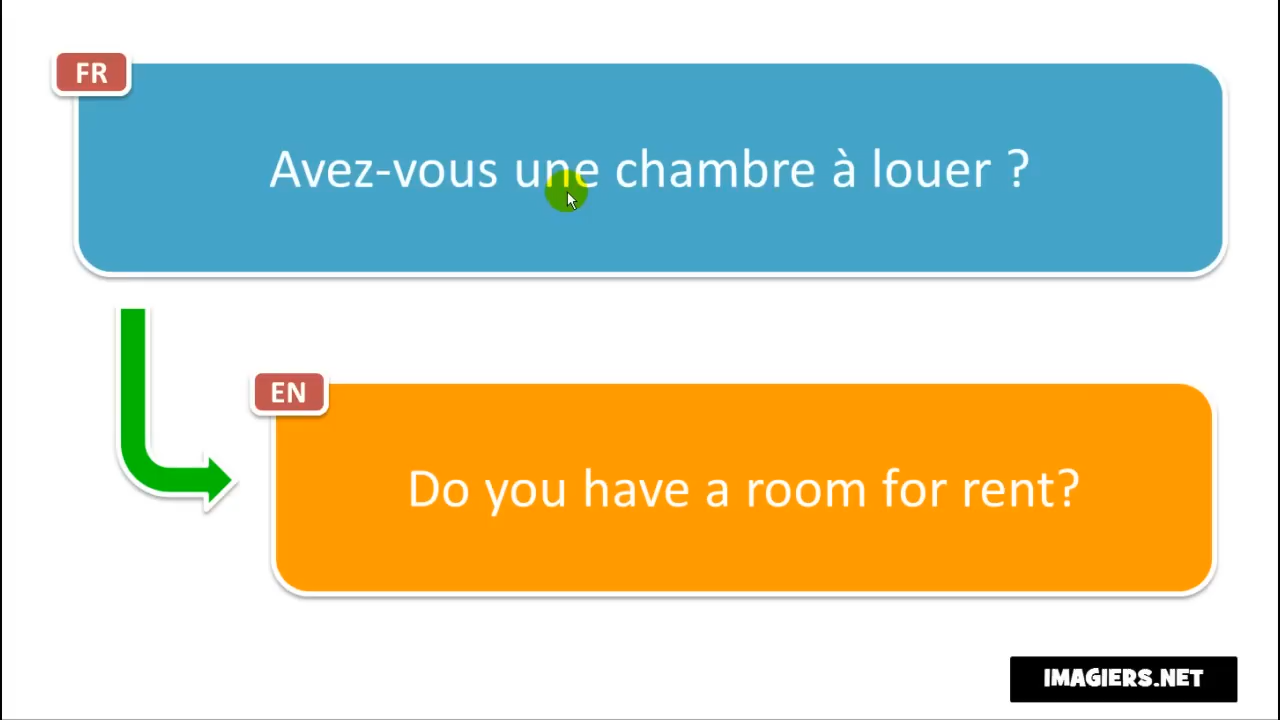 FR
Avez-vous une chambre à louer ?
EN
Do you have a room for rent?
IMAGIERS.NET